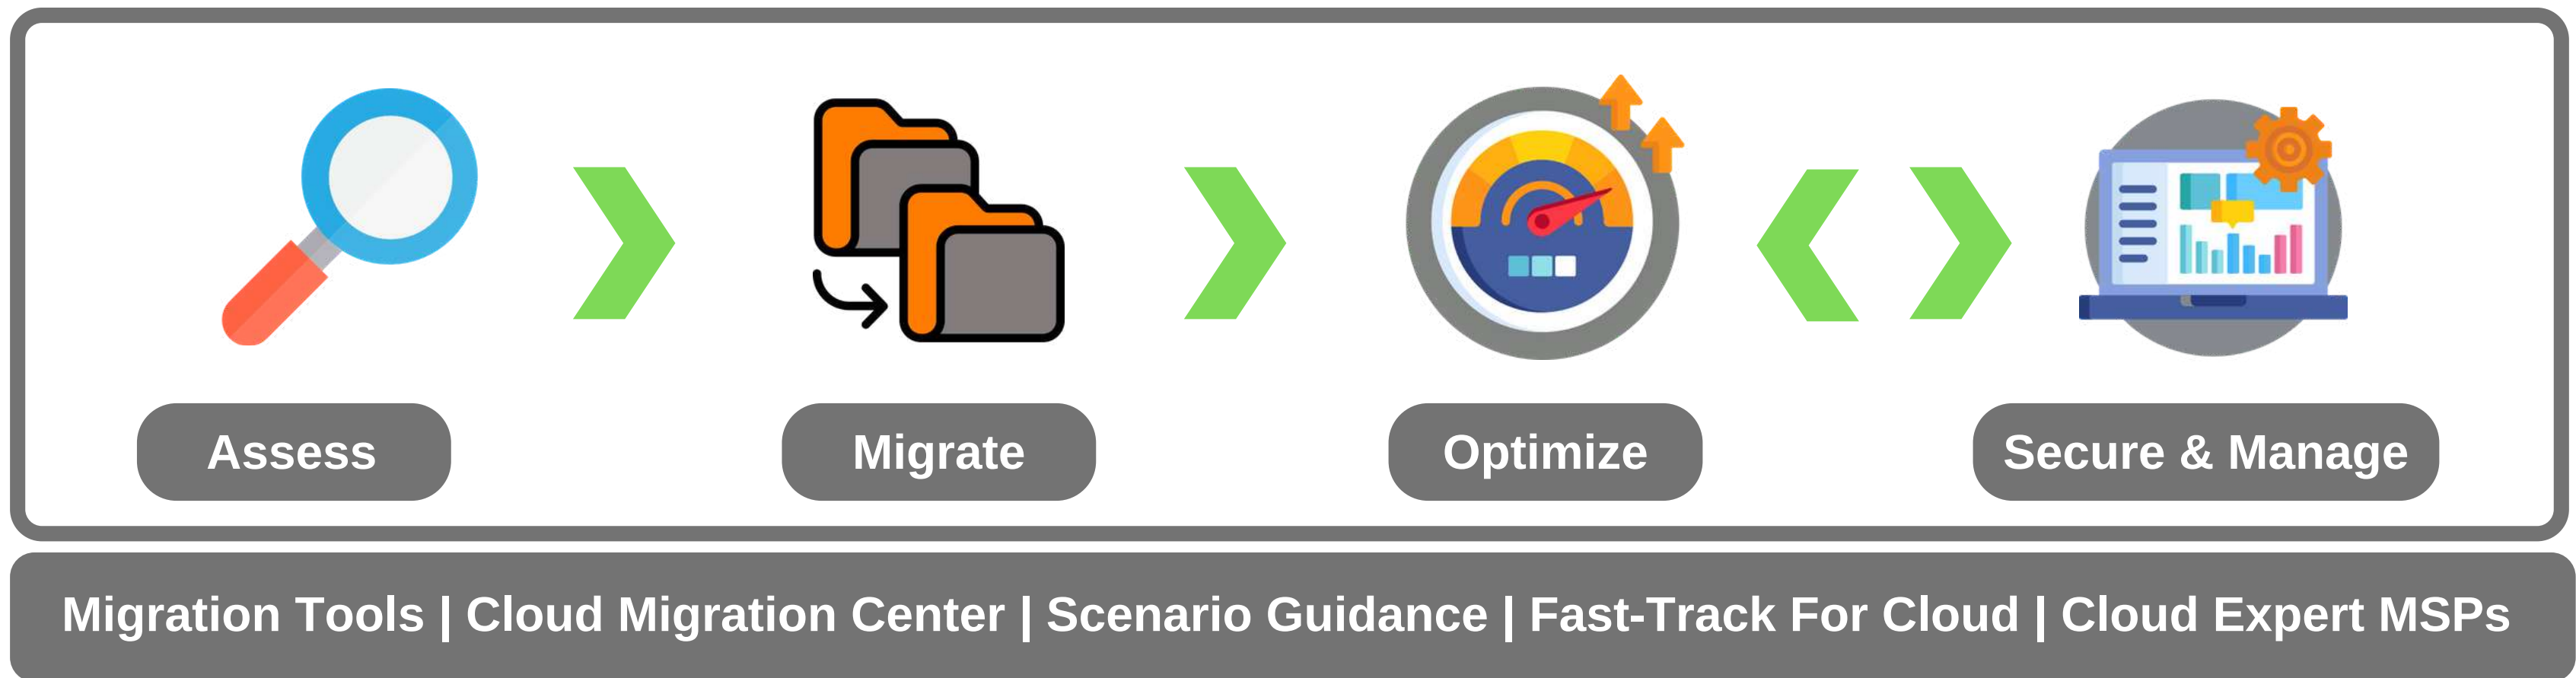 Assess
Migrate
Optimize
Secure & Manage
Migration Tools | Cloud Migration Center | Scenario Guidance | Fast-Track For Cloud | Cloud Expert MSPs